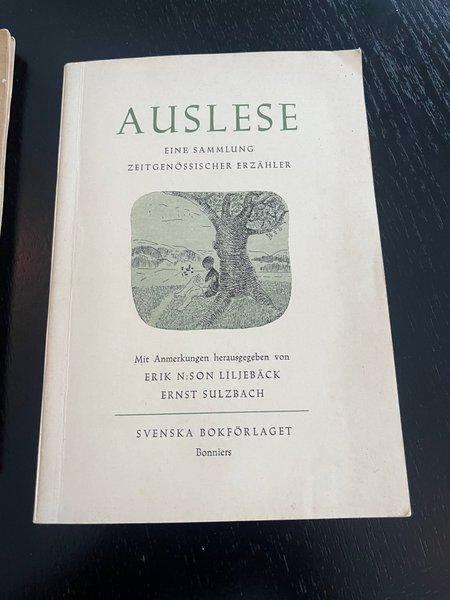 AUSLESE
EINE SAMMLUNG
ZEITGENÖSSISCHER ERZÄHLER
Mit Anmerkungen herausgegeben von
ERIK N:SON LILJEBÄCK
ERNST SULZBACH
SVENSKA BOKFÖRLAGET
Bonniers